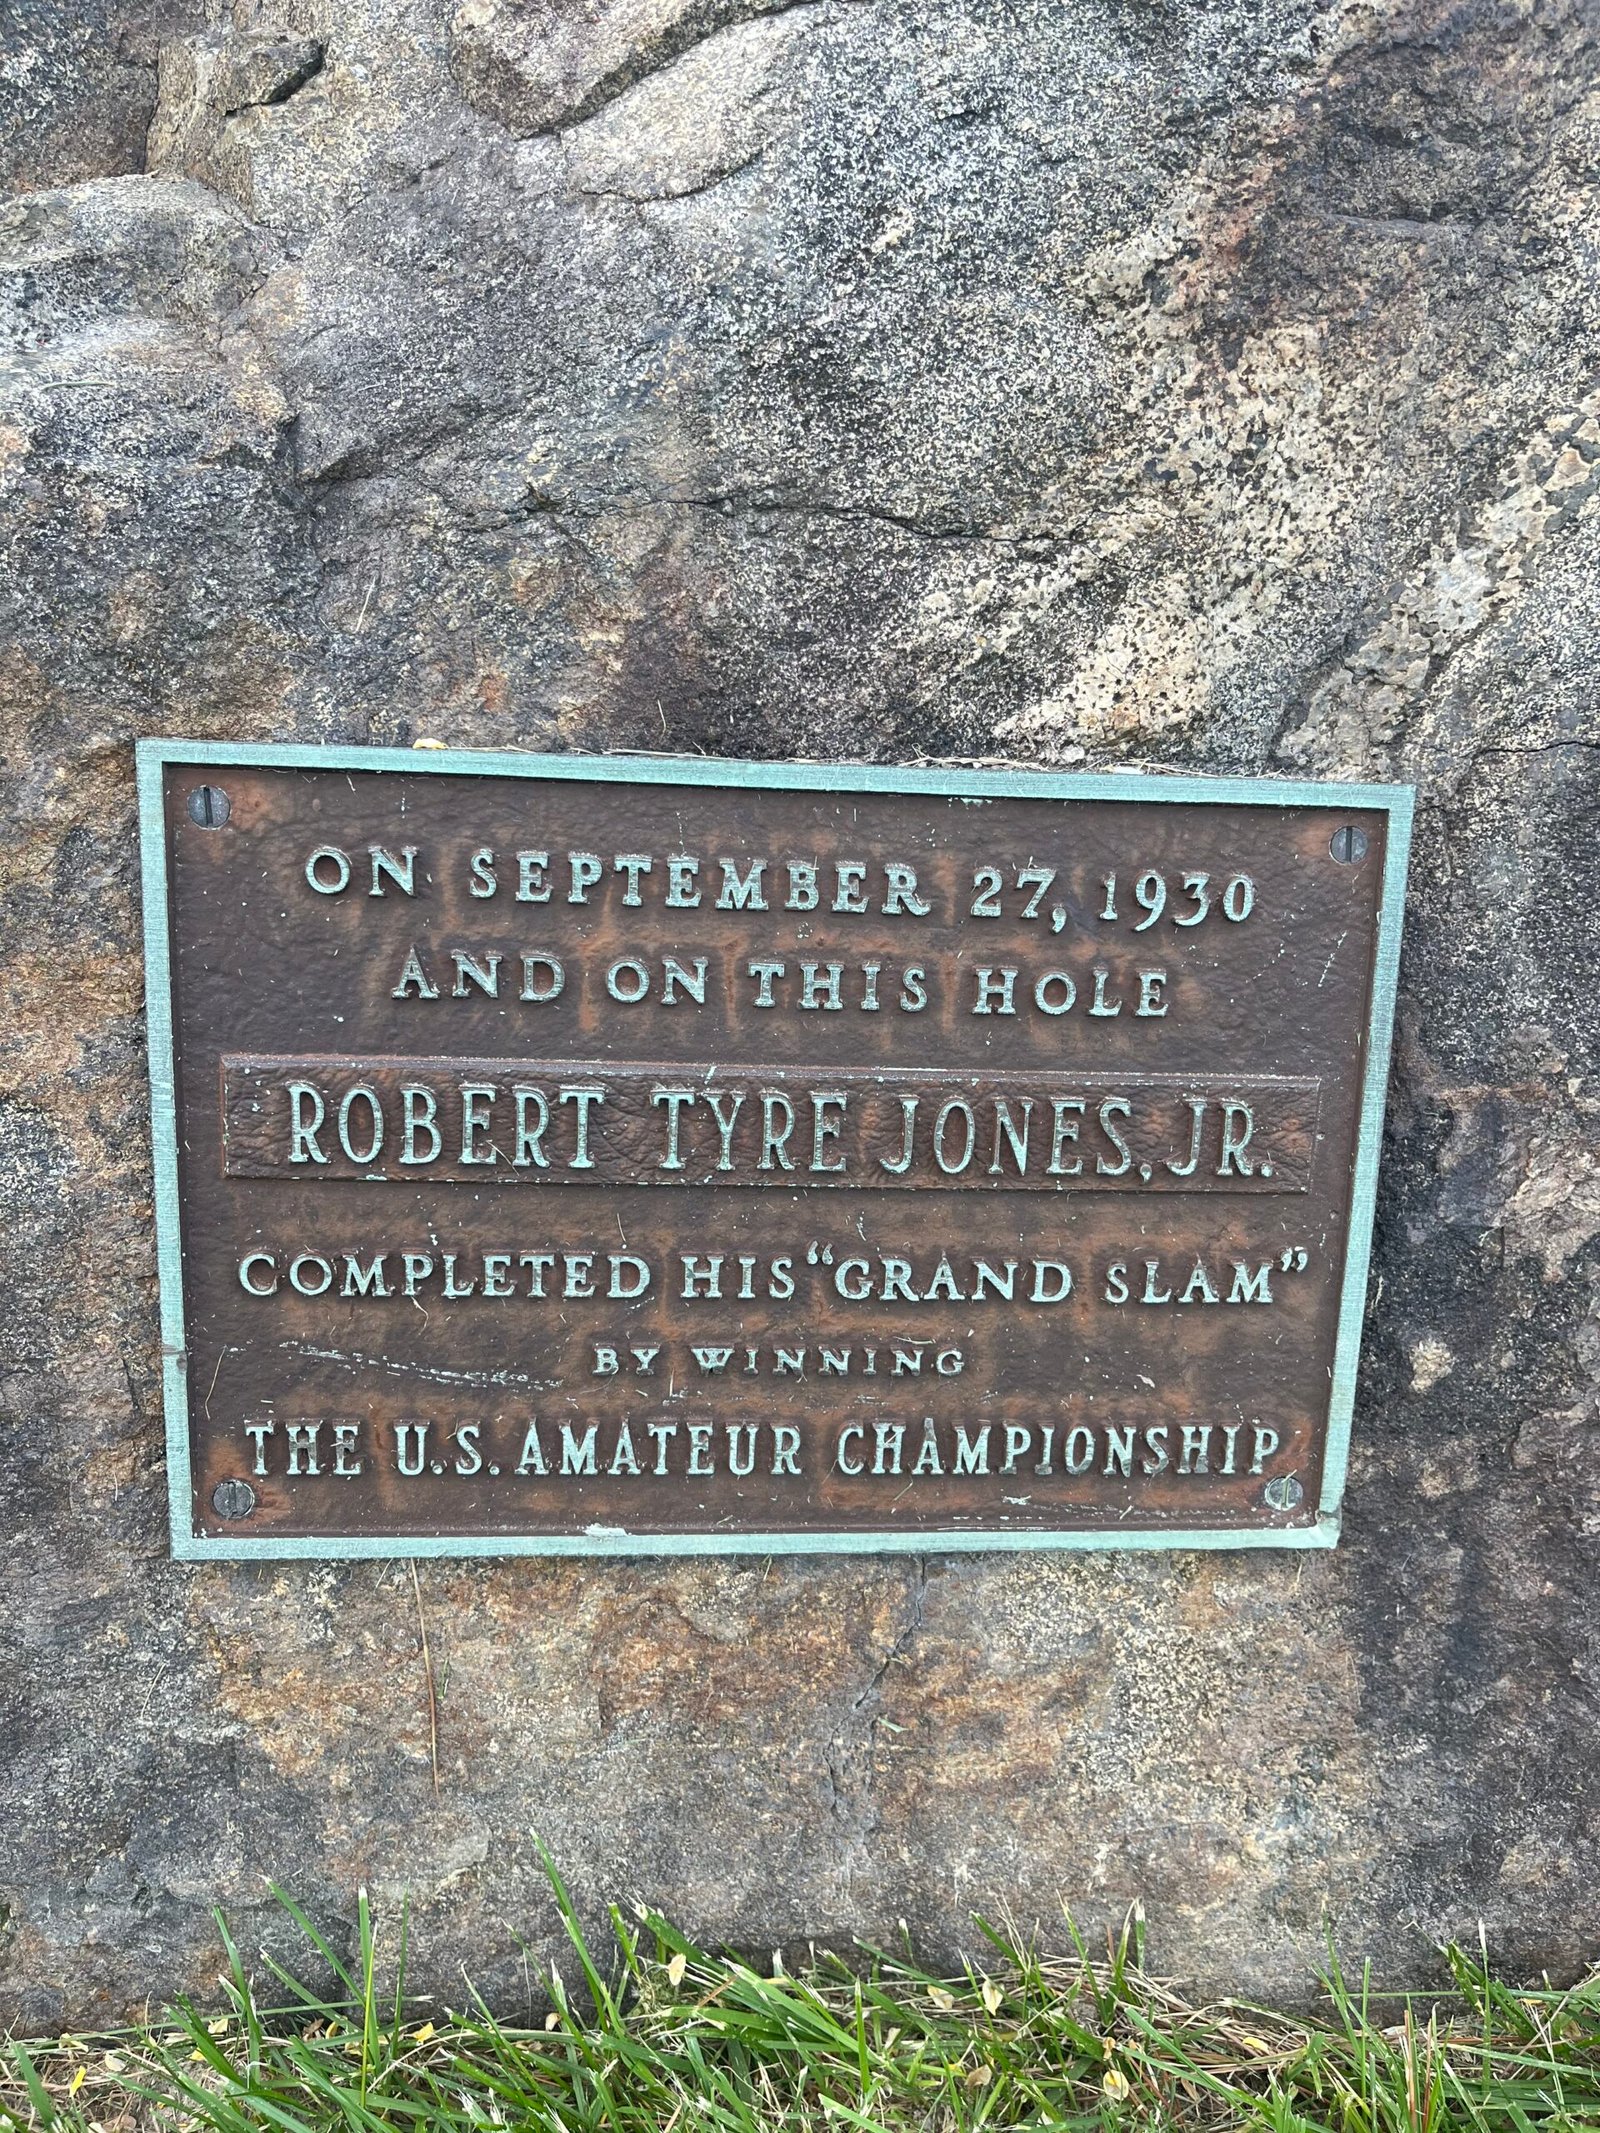 ON SEPTEMBER 27, 1930
AND ON THIS HOLE
ROBERT TYRE JONES, JR.
COMPLETED HIS “GRAND SLAM”
BY WINNING
THE U.S. AMATEUR CHAMPIONSHIP